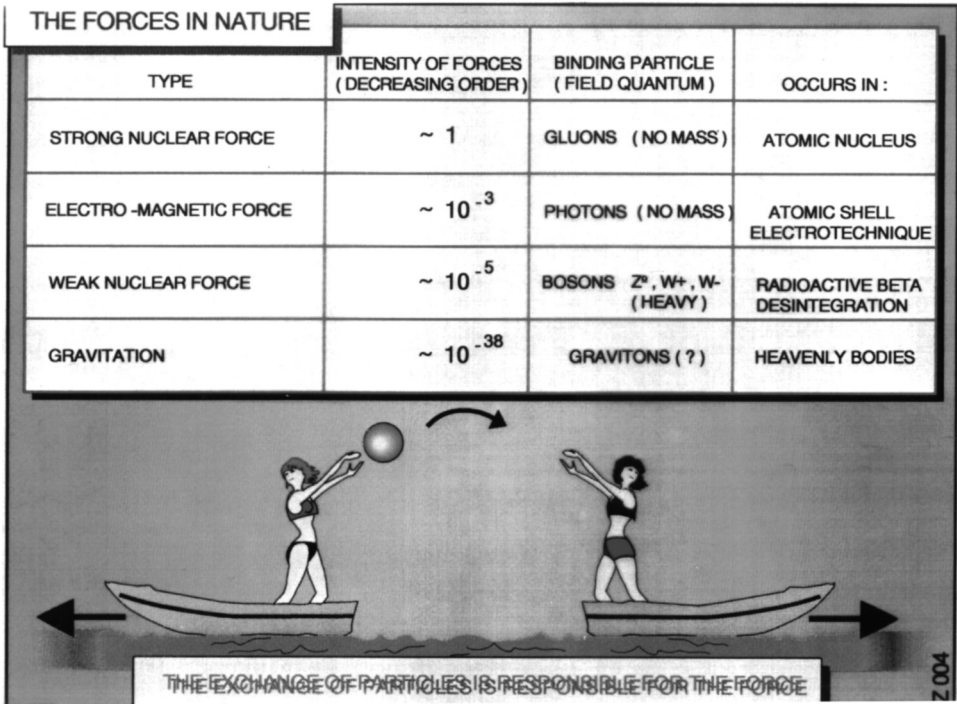 THE FORCES IN NATURE
TYPE
INTENSITY OF FORCES
( DECREASING ORDER )
BINDING PARTICLE
( FIELD QUANTUM )
OCCURS IN :
STRONG NUCLEAR FORCE
~ 1
GLUONS ( NO MASS )
ATOMIC NUCLEUS
ELECTRO -MAGNETIC FORCE
~ 10⁻³
PHOTONS ( NO MASS )
ATOMIC SHELL
ELECTROTECHNIQUE
WEAK NUCLEAR FORCE
~ 10⁻⁵
BOSONS Zº , W+ , W-
( HEAVY )
RADIOACTIVE BETA
DESINTEGRATION
GRAVITATION
~ 10⁻³⁸
GRAVITONS ( ? )
HEAVENLY BODIES
THE EXCHANGE OF PARTICLES IS RESPONSIBLE FOR THE FORCE
Z 004